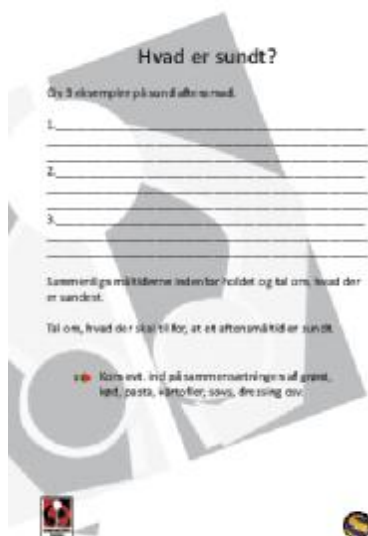 Hvad er sundt?
Giv 3 eksempler på sund aftensmad.
1.
2.
3.
Sammenlign måltiderne indenfor holdet og tal om, hvad der
er sundest.
Tal om, hvad der skal til for, at et aftensmåltid er sundt.
Kom evt. ind på sammensætningen af grønt,
kød, pasta, kartofler, sovs, dressing osv.